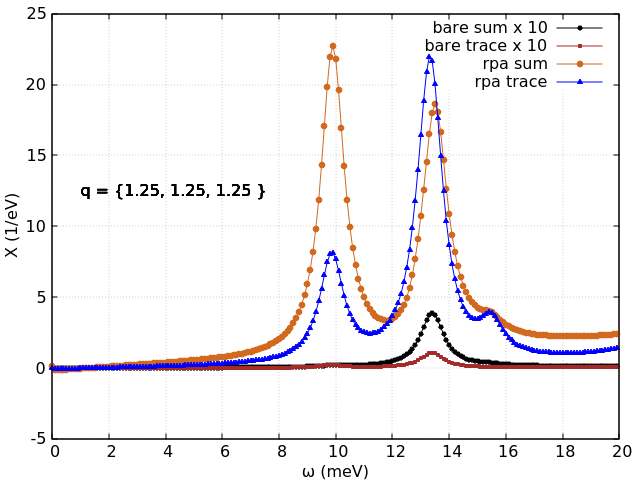 25
bare sum x 10
bare trace x 10
rpa sum
rpa trace
20
15
q = {1.25, 1.25, 1.25 }
10
X (1/eV)
5
0
-5
0 2 4 6 8 10 12 14 16 18 20
ω (meV)